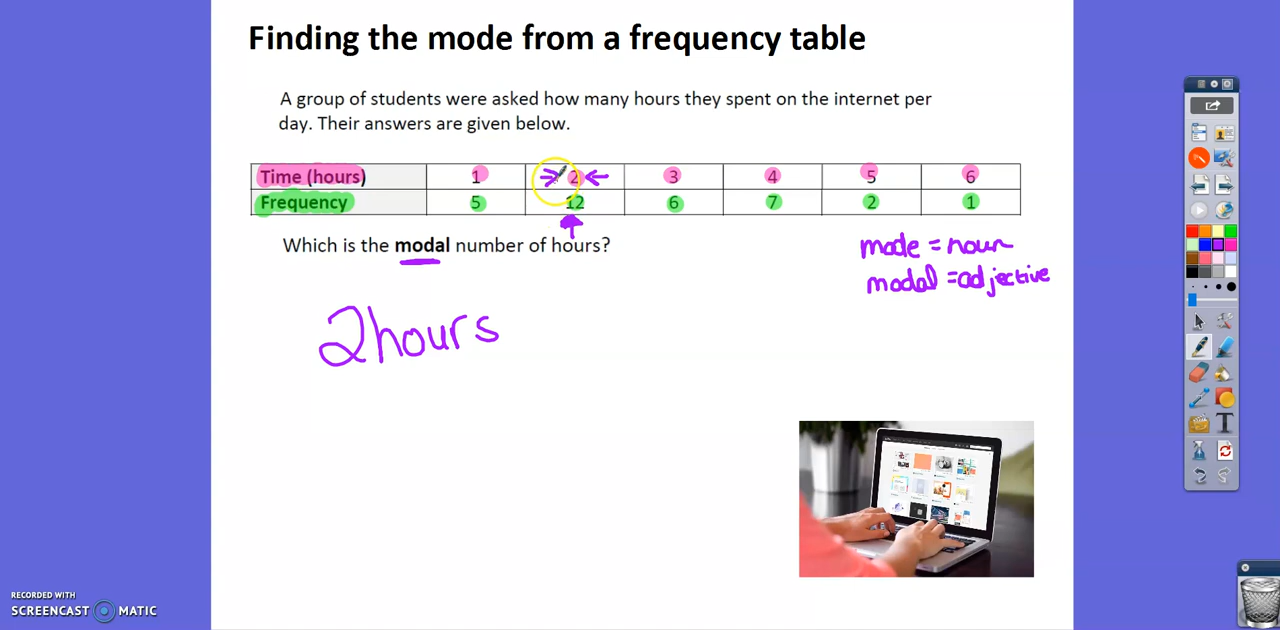 Finding the mode from a frequency table
A group of students were asked how many hours they spent on the internet per
day. Their answers are given below.
Time (hours) 1 2 3 4 5 6
Frequency 5 12 6 7 2 1
Which is the modal number of hours?
mode = noun
modal = adjective
2 hours
RECORDED WITH
SCREENCAST MATIC